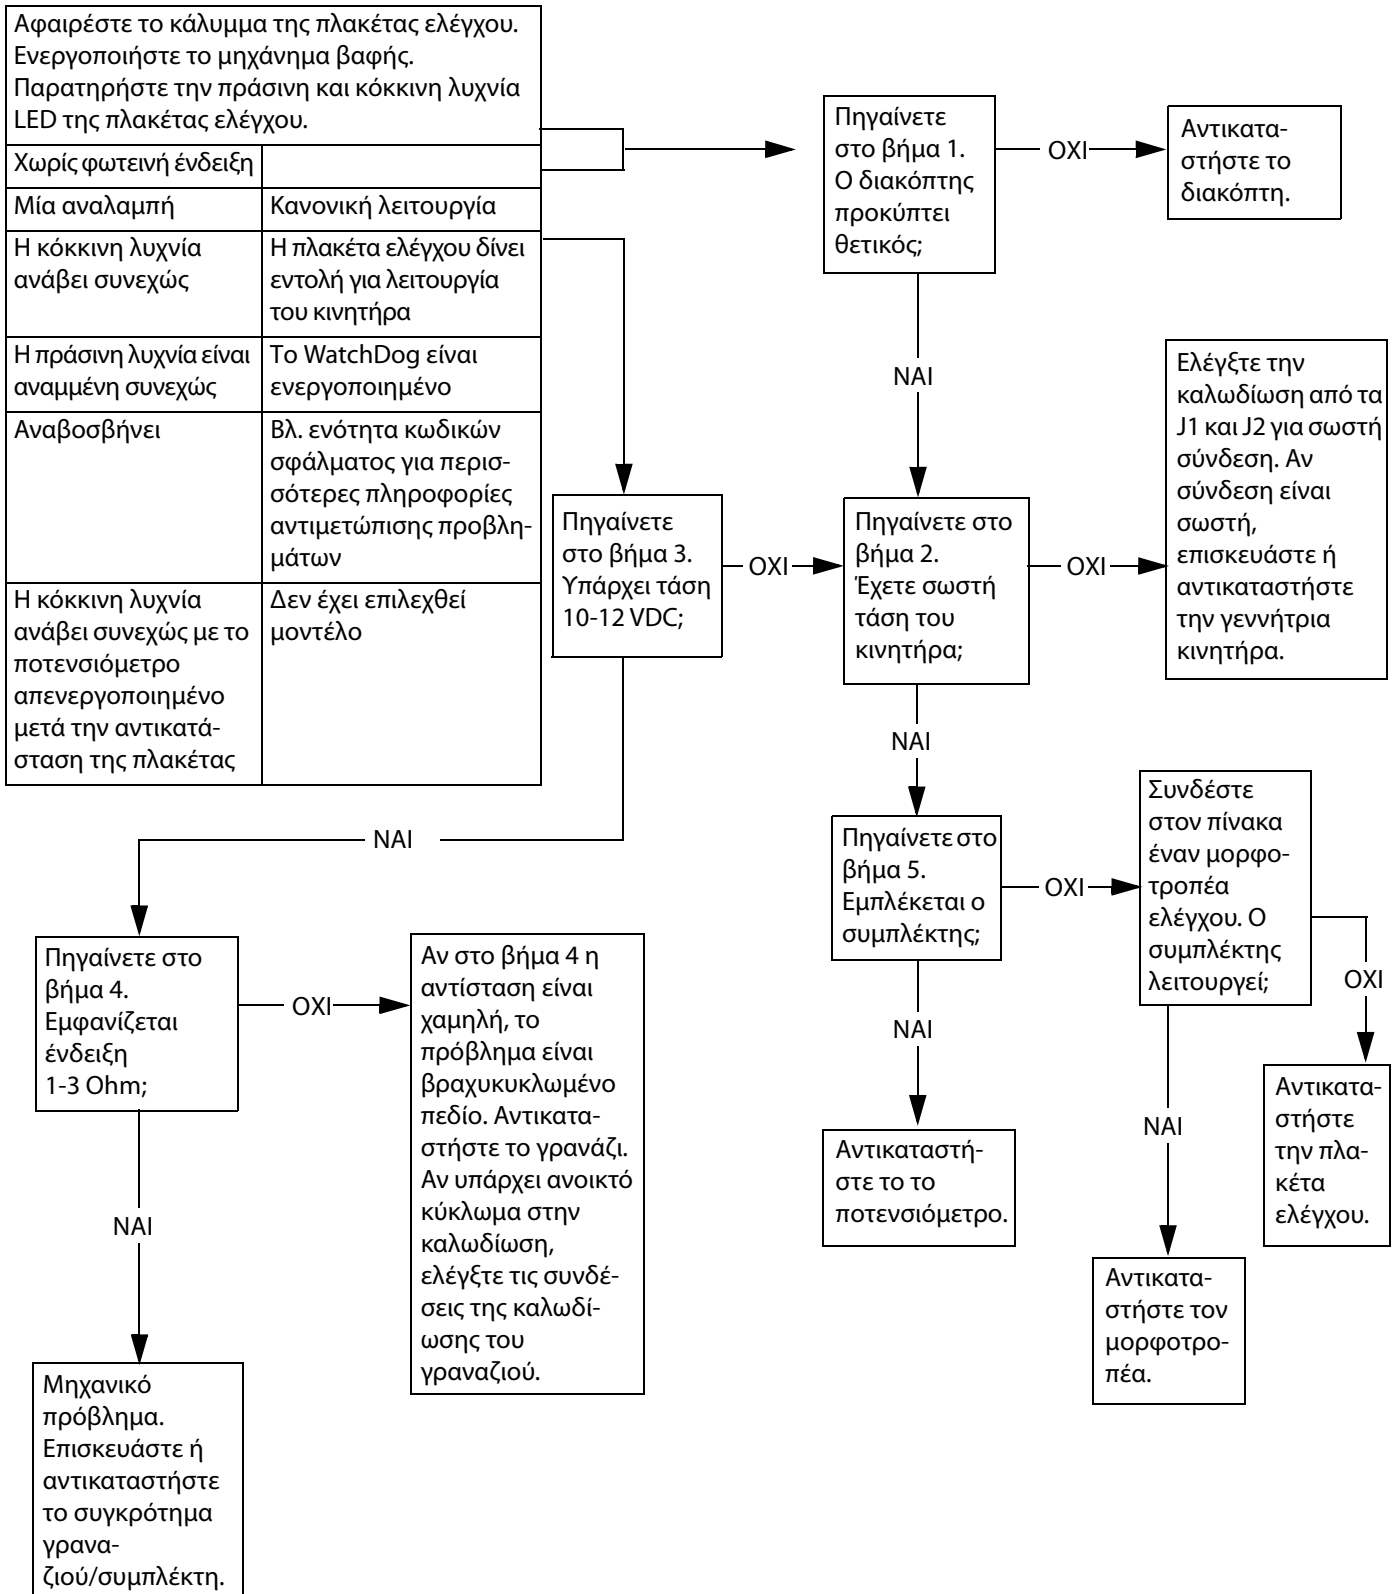 Αφαιρέστε το κάλυμμα της πλακέτας ελέγχου.
Ενεργοποιήστε το μηχάνημα βαφής.
Παρατηρήστε την πράσινη και κόκκινη λυχνία
LED της πλακέτας ελέγχου.
Χωρίς φωτεινή ένδειξη
Μία αναλαμπή
Κανονική λειτουργία
Η κόκκινη λυχνία
ανάβει συνεχώς
Η πλακέτα ελέγχου δίνει
εντολή για λειτουργία
του κινητήρα
Η πράσινη λυχνία είναι
αναμμένη συνεχώς
Το WatchDog είναι
ενεργοποιημένο
Αναβοσβήνει
Βλ. ενότητα κωδικών
σφάλματος για περισ-
σότερες πληροφορίες
αντιμετώπισης προβλη-
μάτων
Η κόκκινη λυχνία
ανάβει συνεχώς με το
ποτενσιόμετρο
απενεργοποιημένο
μετά την αντικατά-
σταση της πλακέτας
Δεν έχει επιλεχθεί
μοντέλο
Πηγαίνετε
στο βήμα 1.
Ο διακόπτης
προκύπτει
θετικός;
ΟΧΙ
Αντικατα-
στήστε το
διακόπτη.
ΝΑΙ
Πηγαίνετε
στο βήμα 3.
Υπάρχει τάση
10-12 VDC;
ΟΧΙ
Πηγαίνετε στο
βήμα 2.
Έχετε σωστή
τάση του
κινητήρα;
ΟΧΙ
Ελέγξτε την
καλωδίωση από τα
J1 και J2 για σωστή
σύνδεση. Αν
σύνδεση είναι
σωστή,
επισκευάστε ή
αντικαταστήστε
την γεννήτρια
κινητήρα.
ΝΑΙ
ΝΑΙ
Πηγαίνετε στο
βήμα 5.
Εμπλέκεται ο
συμπλέκτης;
ΟΧΙ
Συνδέστε
στον πίνακα
έναν μορφο-
τροπέα
ελέγχου. Ο
συμπλέκτης
λειτουργεί;
ΟΧΙ
Πηγαίνετε στο
βήμα 4.
Εμφανίζεται
ένδειξη
1-3 Ohm;
ΟΧΙ
Αν στο βήμα 4 η
αντίσταση είναι
χαμηλή, το
πρόβλημα είναι
βραχυκυκλωμένο
πεδίο. Αντικατα-
στήστε το γρανάζι.
Αν υπάρχει ανοικτό
κύκλωμα στην
καλωδίωση,
ελέγξτε τις συνδέ-
σεις της καλωδί-
ωσης του
γραναζιού.
ΝΑΙ
Αντικαταστή-
στε το το
ποτενσιόμετρο.
ΝΑΙ
Αντικατα-
στήστε
την πλα-
κέτα
ελέγχου.
ΝΑΙ
Αντικατα-
στήστε τον
μορφοτρο-
πέα.
Μηχανικό
πρόβλημα.
Επισκευάστε ή
αντικαταστήστε
το συγκρότημα
γρανα-
ζιού/συμπλέκτη.